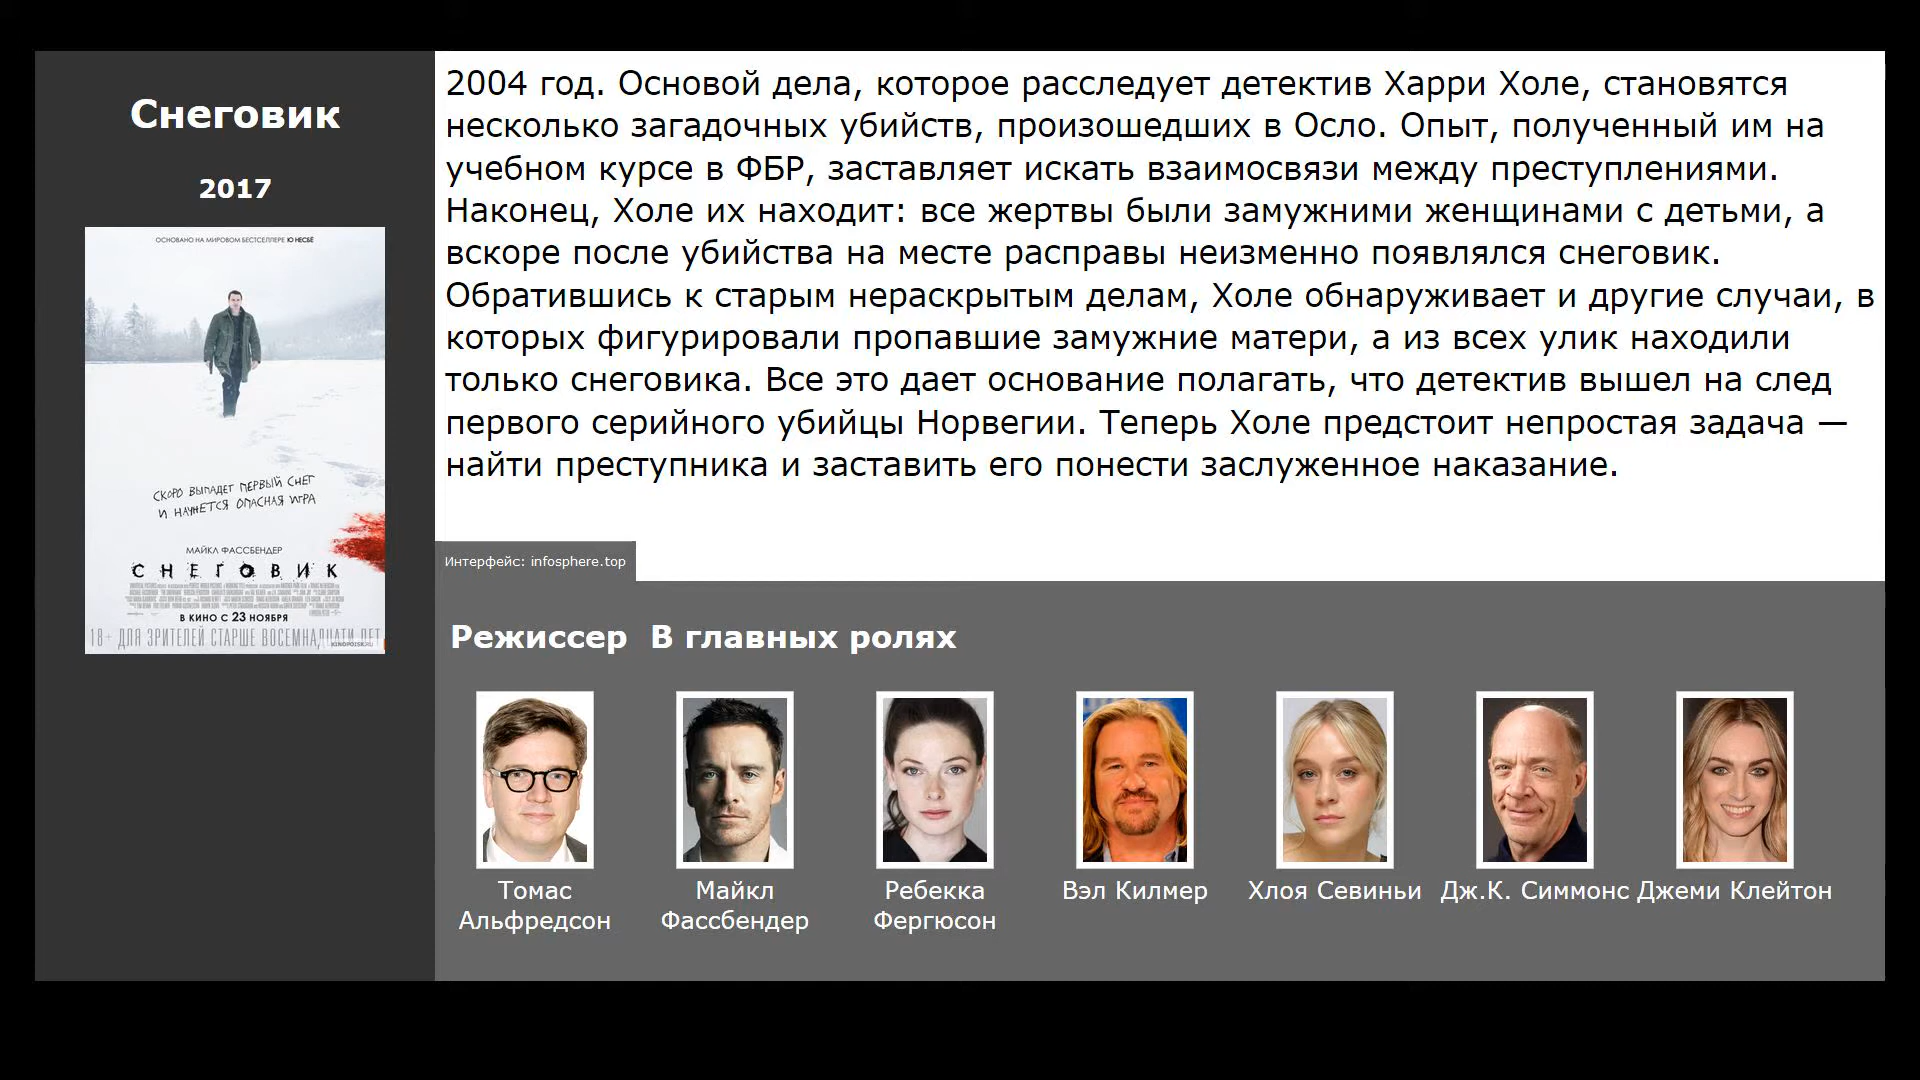 Снеговик
2017
ОСНОВАНО НА МИРОВОМ БЕСТСЕЛЛЕРЕ Ю НЕСБЁ
СКОРО ВЫПАДЕТ ПЕРВЫЙ СНЕГ
И НАЧНЕТСЯ ОПАСНАЯ ИГРА
МАЙКЛ ФАССБЕНДЕР
СНЕГОВИК
В КИНО С 23 НОЯБРЯ
18+ ДЛЯ ЗРИТЕЛЕЙ СТАРШЕ ВОСЕМНАДЦАТИ ЛЕТ
KINOPOISK.RU
2004 год. Основой дела, которое расследует детектив Харри Холе, становятся
несколько загадочных убийств, произошедших в Осло. Опыт, полученный им на
учебном курсе в ФБР, заставляет искать взаимосвязи между преступлениями.
Наконец, Холе их находит: все жертвы были замужними женщинами с детьми, а
вскоре после убийства на месте расправы неизменно появлялся снеговик.
Обратившись к старым нераскрытым делам, Холе обнаруживает и другие случаи, в
которых фигурировали пропавшие замужние матери, а из всех улик находили
только снеговика. Все это дает основание полагать, что детектив вышел на след
первого серийного убийцы Норвегии. Теперь Холе предстоит непростая задача —
найти преступника и заставить его понести заслуженное наказание.
Интерфейс: infosphere.top
Режиссер В главных ролях
Томас
Альфредсон
Майкл
Фассбендер
Ребекка
Фергюсон
Вэл Килмер
Хлоя Севиньи
Дж.К. Симмонс
Джеми Клейтон